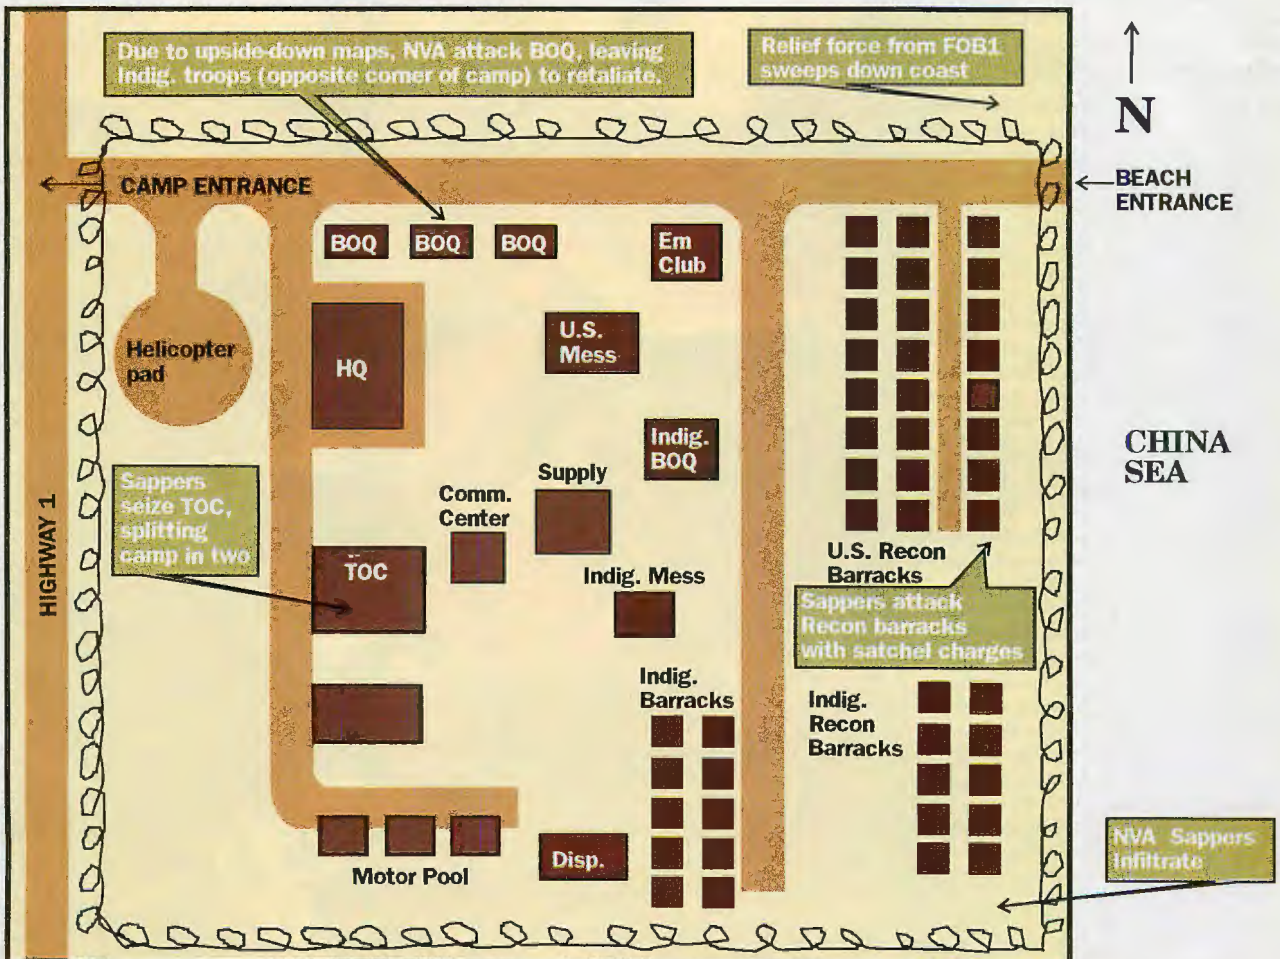 Due to upside-down maps, NVA attack BOQ, leaving
Indig. troops (opposite corner of camp) to retaliate.
Relief force from FOB1
sweeps down coast
N
CAMP ENTRANCE
BEACH
ENTRANCE
BOQ
BOQ
BOQ
Em
Club
U.S.
Mess
Helicopter
pad
HQ
Indig.
BOQ
CHINA
SEA
Sappers
seize TOC,
splitting
camp in two
Supply
Comm.
Center
HIGHWAY 1
TOC
Indig. Mess
U.S. Recon
Barracks
Sappers attack
Recon barracks
with satchel charges
Indig.
Barracks
Indig.
Recon
Barracks
NVA Sappers
Infiltrate
Disp.
Motor Pool